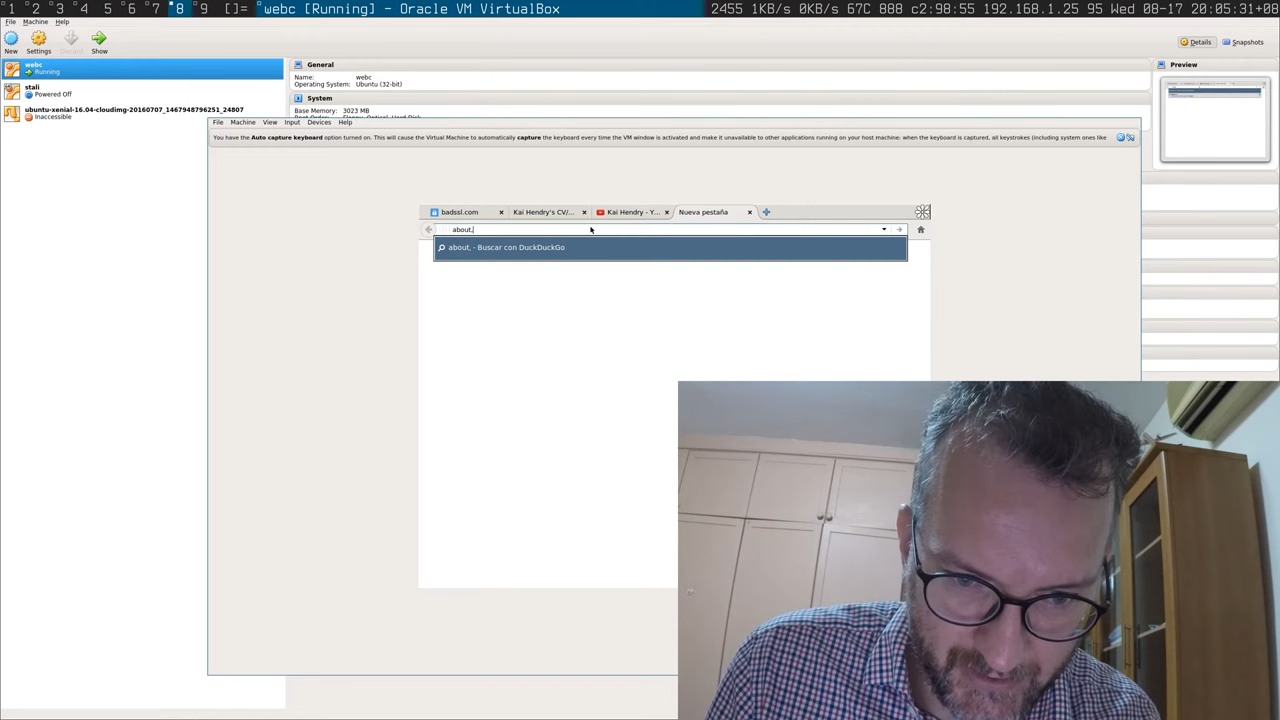 1 2 3 4 5 6 7 8 9 []= webc [Running] - Oracle VM VirtualBox 2455 1KB/s 0KB/s 67C 888 c2:98:55 192.168.1.25 95 Wed 08-17 20:05:31+08
File Machine Help
New Settings Discard Show Details Snapshots
webc
Running
stali
Powered Off
ubuntu-xenial-16.04-cloudimg-20160707_1467948796251_24807
Inaccessible
General
Name: webc
Operating System: Ubuntu (32-bit)
System
Base Memory: 3023 MB
Boot Order: Floppy, Optical, Hard Disk
Preview
File Machine View Input Devices Help
You have the Auto capture keyboard option turned on. This will cause the Virtual Machine to automatically capture the keyboard every time the VM window is activated and make it unavailable to other applications running on your host machine: when the keyboard is captured, all keystrokes (including system ones like
badssl.com Kai Hendry's CV/... Kai Hendry - Y... Nueva pestaña
about,
about, - Buscar con DuckDuckGo